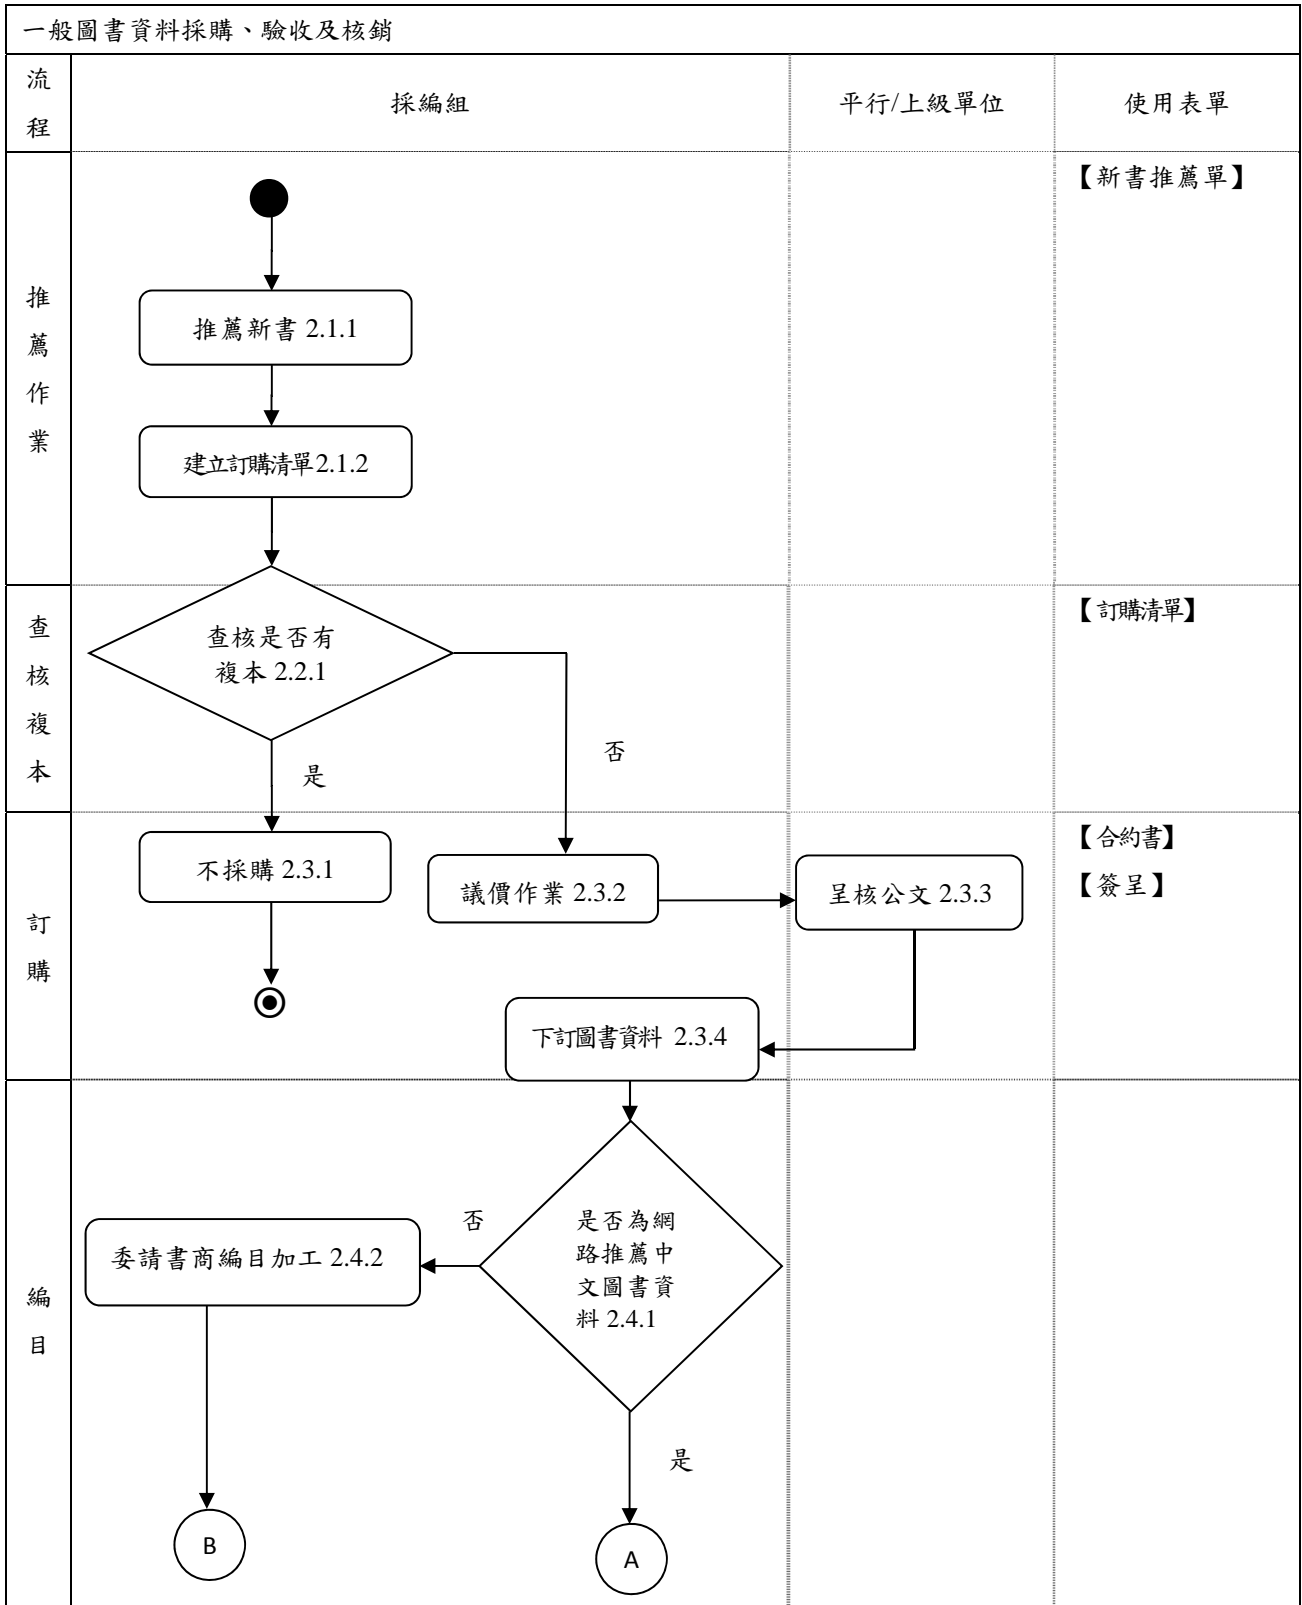 一般圖書資料採購、驗收及核銷
流
程
採編組
平行/上級單位
使用表單
推
薦
作
業
推薦新書 2.1.1
建立訂購清單2.1.2
【新書推薦單】
查
核
複
本
查核是否有
複本 2.2.1
是
否
【訂購清單】
訂
購
不採購 2.3.1
議價作業 2.3.2
呈核公文 2.3.3
下訂圖書資料 2.3.4
【合約書】
【簽呈】
編
目
是否為網
路推薦中
文圖書資
料 2.4.1
否
委請書商編目加工 2.4.2
是
B
A